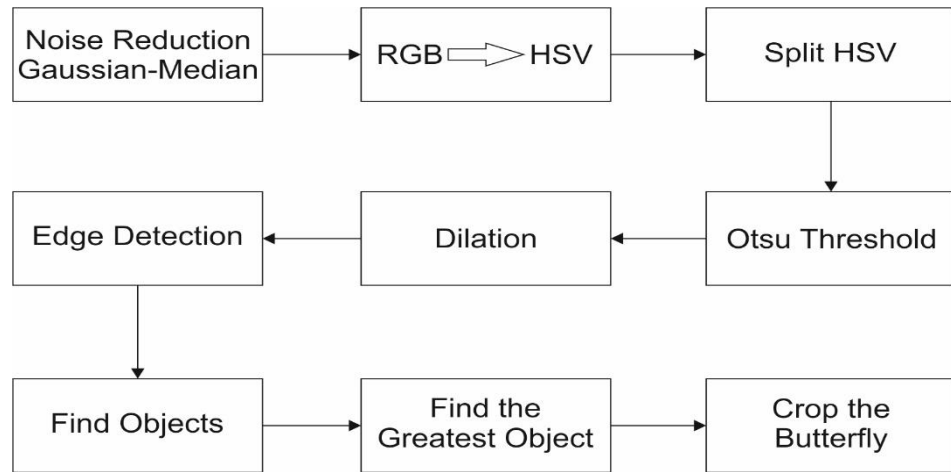 Noise Reduction
Gaussian-Median
RGB HSV
Split HSV
Otsu Threshold
Dilation
Edge Detection
Find Objects
Find the
Greatest Object
Crop the
Butterfly